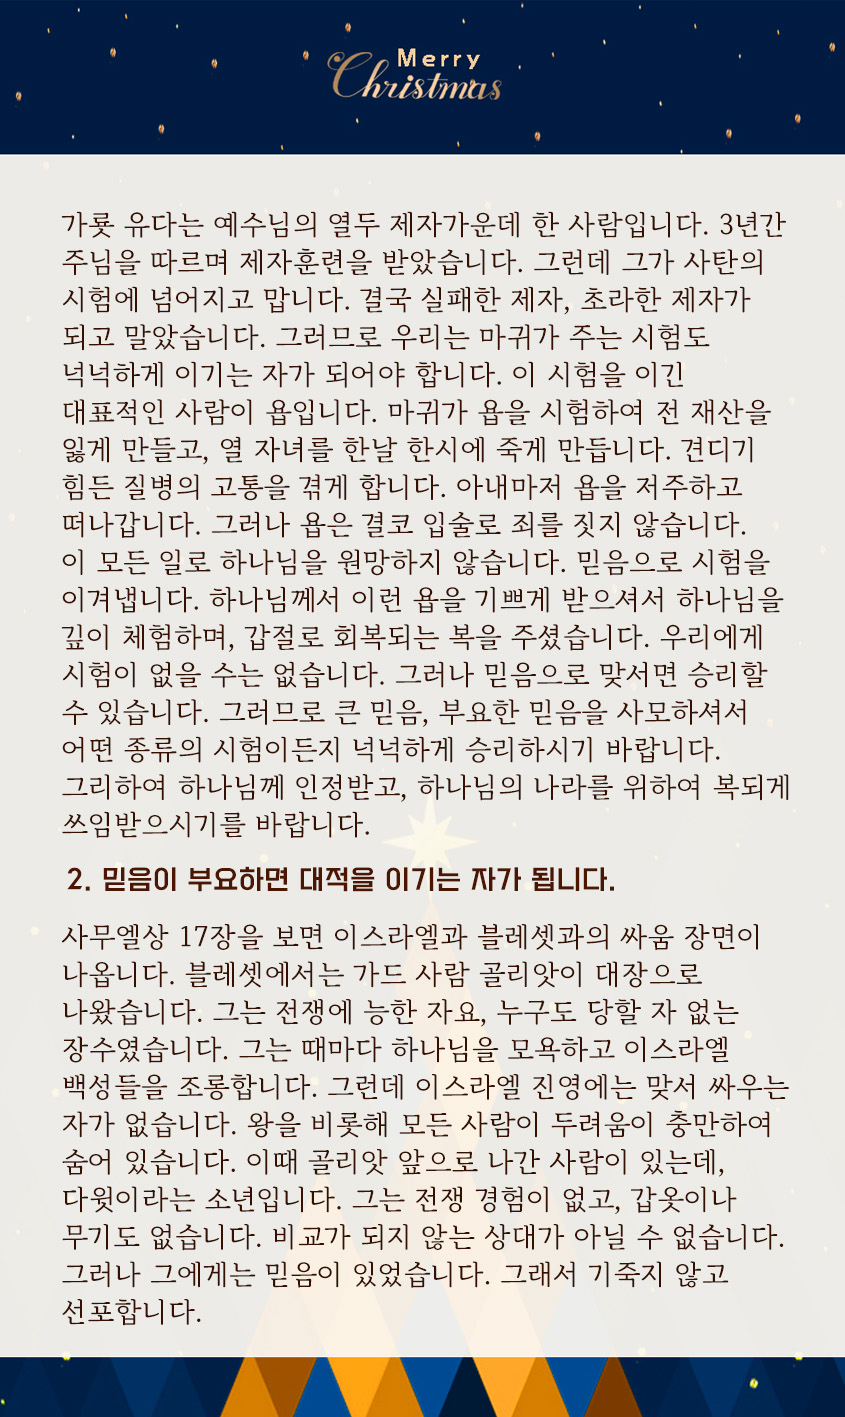 Merry
Christmas
가룟 유다는 예수님의 열두 제자가운데 한 사람입니다. 3년간
주님을 따르며 제자훈련을 받았습니다. 그런데 그가 사탄의
시험에 넘어지고 맙니다. 결국 실패한 제자, 초라한 제자가
되고 말았습니다. 그러므로 우리는 마귀가 주는 시험도
넉넉하게 이기는 자가 되어야 합니다. 이 시험을 이긴
대표적인 사람이 욥입니다. 마귀가 욥을 시험하여 전 재산을
잃게 만들고, 열 자녀를 한날 한시에 죽게 만듭니다. 견디기
힘든 질병의 고통을 겪게 합니다. 아내마저 욥을 저주하고
떠나갑니다. 그러나 욥은 결코 입술로 죄를 짓지 않습니다.
이 모든 일로 하나님을 원망하지 않습니다. 믿음으로 시험을
이겨냅니다. 하나님께서 이런 욥을 기쁘게 받으셔서 하나님을
깊이 체험하며, 갑절로 회복되는 복을 주셨습니다. 우리에게
시험이 없을 수는 없습니다. 그러나 믿음으로 맞서면 승리할
수 있습니다. 그러므로 큰 믿음, 부요한 믿음을 사모하셔서
어떤 종류의 시험이든지 넉넉하게 승리하시기 바랍니다.
그리하여 하나님께 인정받고, 하나님의 나라를 위하여 복되게
쓰임받으시기를 바랍니다.
2. 믿음이 부요하면 대적을 이기는 자가 됩니다.
사무엘상 17장을 보면 이스라엘과 블레셋과의 싸움 장면이
나옵니다. 블레셋에서는 가드 사람 골리앗이 대장으로
나왔습니다. 그는 전쟁에 능한 자요, 누구도 당할 자 없는
장수였습니다. 그는 때마다 하나님을 모욕하고 이스라엘
백성들을 조롱합니다. 그런데 이스라엘 진영에는 맞서 싸우는
자가 없습니다. 왕을 비롯해 모든 사람이 두려움이 충만하여
숨어 있습니다. 이때 골리앗 앞으로 나간 사람이 있는데,
다윗이라는 소년입니다. 그는 전쟁 경험이 없고, 갑옷이나
무기도 없습니다. 비교가 되지 않는 상대가 아닐 수 없습니다.
그러나 그에게는 믿음이 있었습니다. 그래서 기죽지 않고
선포합니다.